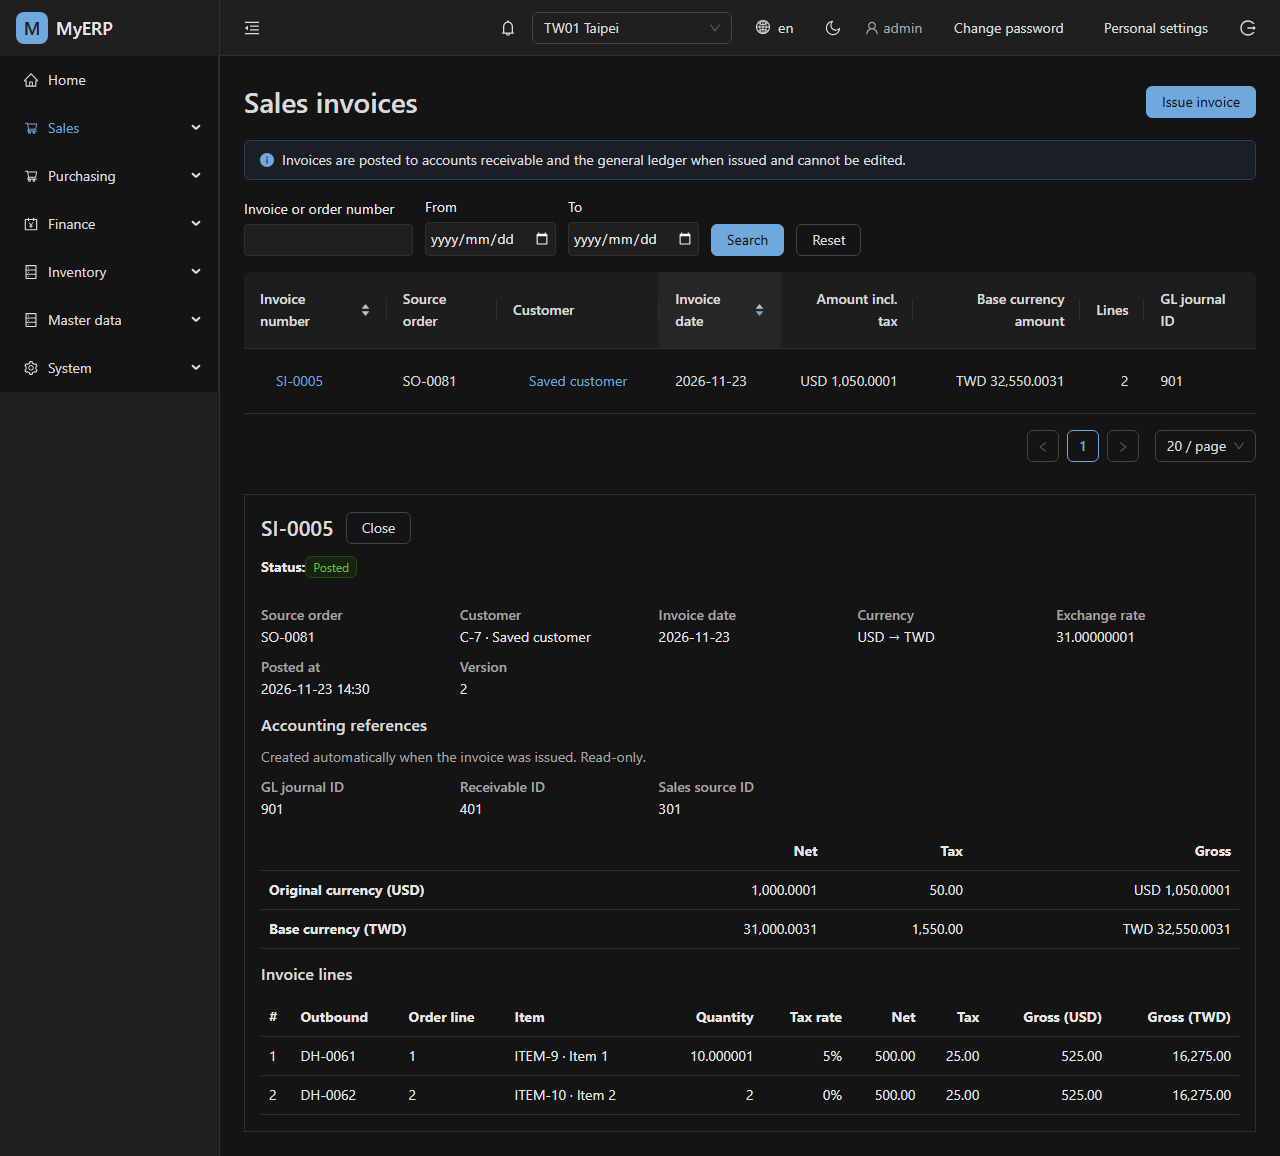 M MyERP
TW01 Taipei
en
admin
Change password
Personal settings
Home
Sales
Purchasing
Finance
Inventory
Master data
System
Sales invoices
Issue invoice
Invoices are posted to accounts receivable and the general ledger when issued and cannot be edited.
Invoice or order number
From
To
yyyy/mm/dd
yyyy/mm/dd
Search
Reset
Invoice number
Source order
Customer
Invoice date
Amount incl. tax
Base currency amount
Lines
GL journal ID
SI-0005 SO-0081 Saved customer 2026-11-23 USD 1,050.0001 TWD 32,550.0031 2 901
< 1 > 20 / page
SI-0005 Close
Status: Posted
Source order Customer Invoice date Currency Exchange rate
SO-0081 C-7 · Saved customer 2026-11-23 USD → TWD 31.00000001
Posted at Version
2026-11-23 14:30 2
Accounting references
Created automatically when the invoice was issued. Read-only.
GL journal ID Receivable ID Sales source ID
901 401 301
Net Tax Gross
Original currency (USD) 1,000.0001 50.00 USD 1,050.0001
Base currency (TWD) 31,000.0031 1,550.00 TWD 32,550.0031
Invoice lines
# Outbound Order line Item Quantity Tax rate Net Tax Gross (USD) Gross (TWD)
1 DH-0061 1 ITEM-9 · Item 1 10.000001 5% 500.00 25.00 525.00 16,275.00
2 DH-0062 2 ITEM-10 · Item 2 2 0% 500.00 25.00 525.00 16,275.00